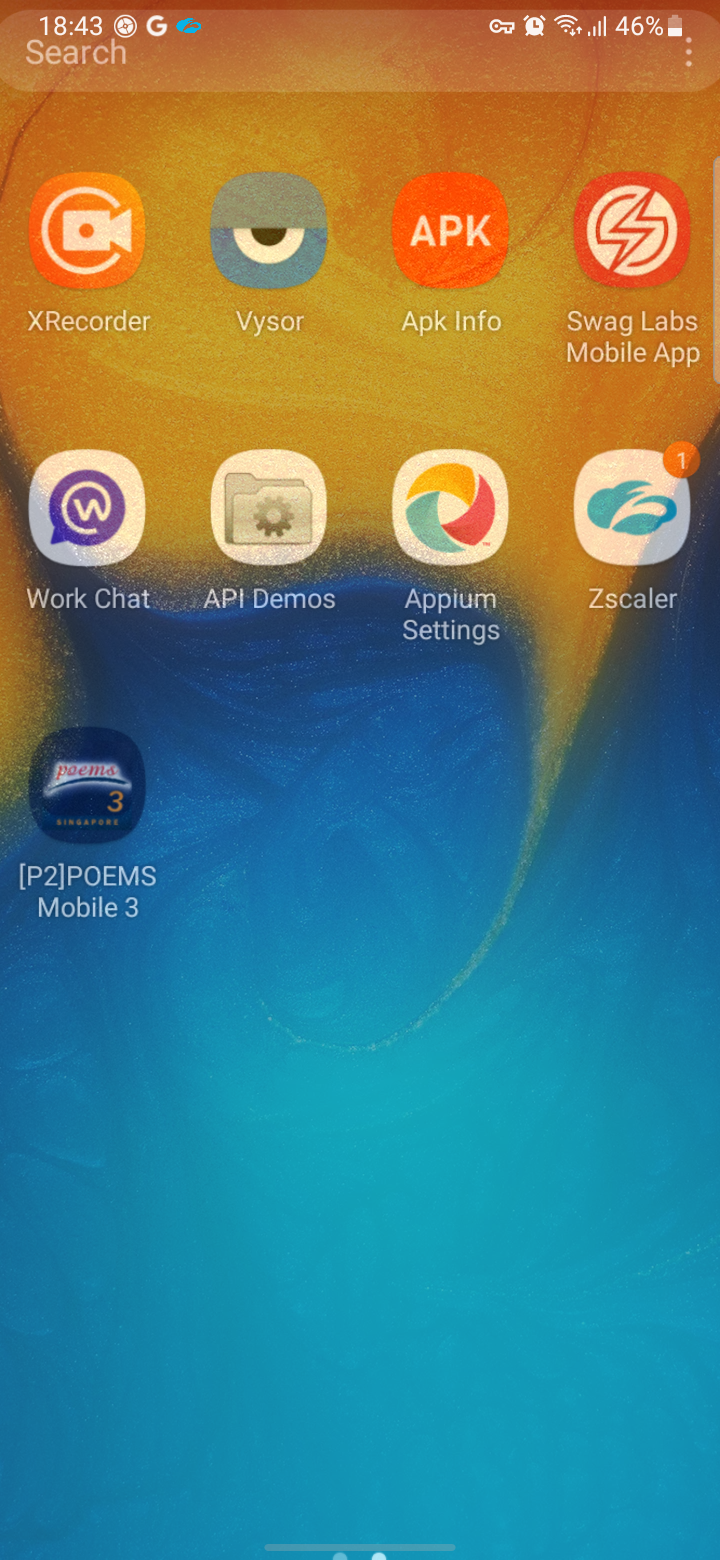 18:43 46%
Search
APK
XRecorder Vysor Apk Info Swag Labs
Mobile App
1
W
Work Chat API Demos Appium Zscaler
Settings
poems
3
SINGAPORE
[P2]POEMS
Mobile 3